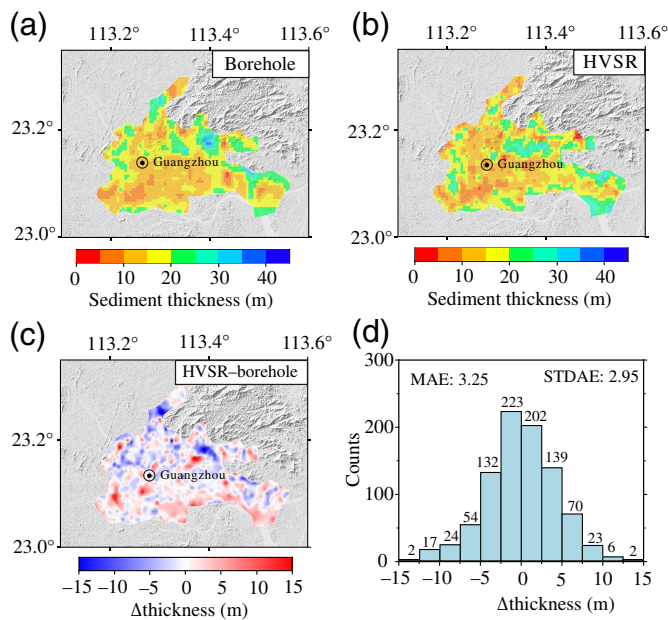 (a)
113.2° 113.4° 113.6°
Borehole
23.2°
Guangzhou
23.0°
0 10 20 30 40
Sediment thickness (m)
(b)
113.2° 113.4° 113.6°
HVSR
23.2°
Guangzhou
23.0°
0 10 20 30 40
Sediment thickness (m)
(c)
113.2° 113.4° 113.6°
HVSR–borehole
23.2°
Guangzhou
23.0°
−15 −10 −5 0 5 10 15
Δthickness (m)
(d)
300
MAE: 3.25 STDAE: 2.95
223
202
200
139
132
100
70
54
24
23
17
6
2
2
0
Counts
−15 −10 −5 0 5 10 15
Δthickness (m)